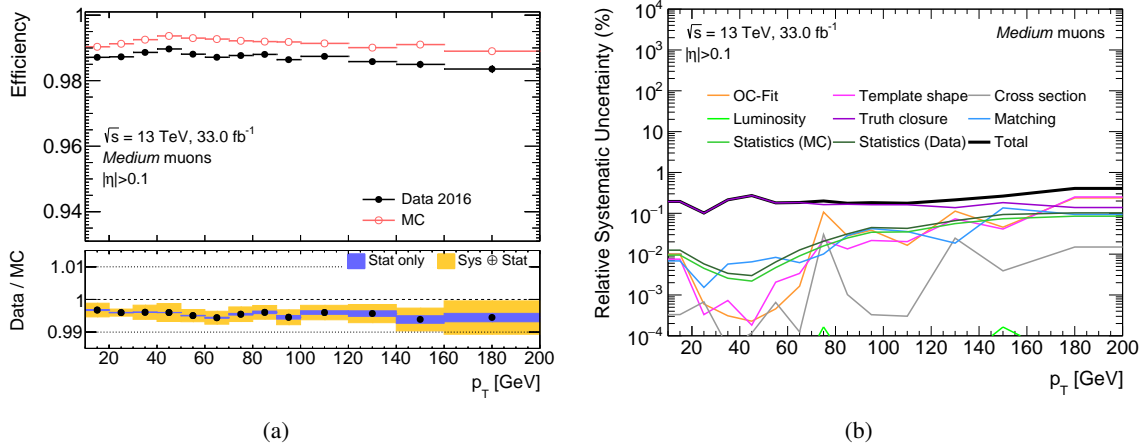 Efficiency
1
0.98
0.96
0.94
√s = 13 TeV, 33.0 fb⁻¹
Medium muons
|η|>0.1
Data 2016
MC
Data / MC
1.01
1
0.99
Stat only
Sys ⊕ Stat
20 40 60 80 100 120 140 160 180 200
p_T [GeV]
(a)
Relative Systematic Uncertainty (%)
10⁴
10³
10²
10
1
10⁻¹
10⁻²
10⁻³
10⁻⁴
√s = 13 TeV, 33.0 fb⁻¹
Medium muons
|η|>0.1
OC-Fit
Template shape
Cross section
Luminosity
Truth closure
Matching
Statistics (MC)
Statistics (Data)
Total
20 40 60 80 100 120 140 160 180 200
p_T [GeV]
(b)